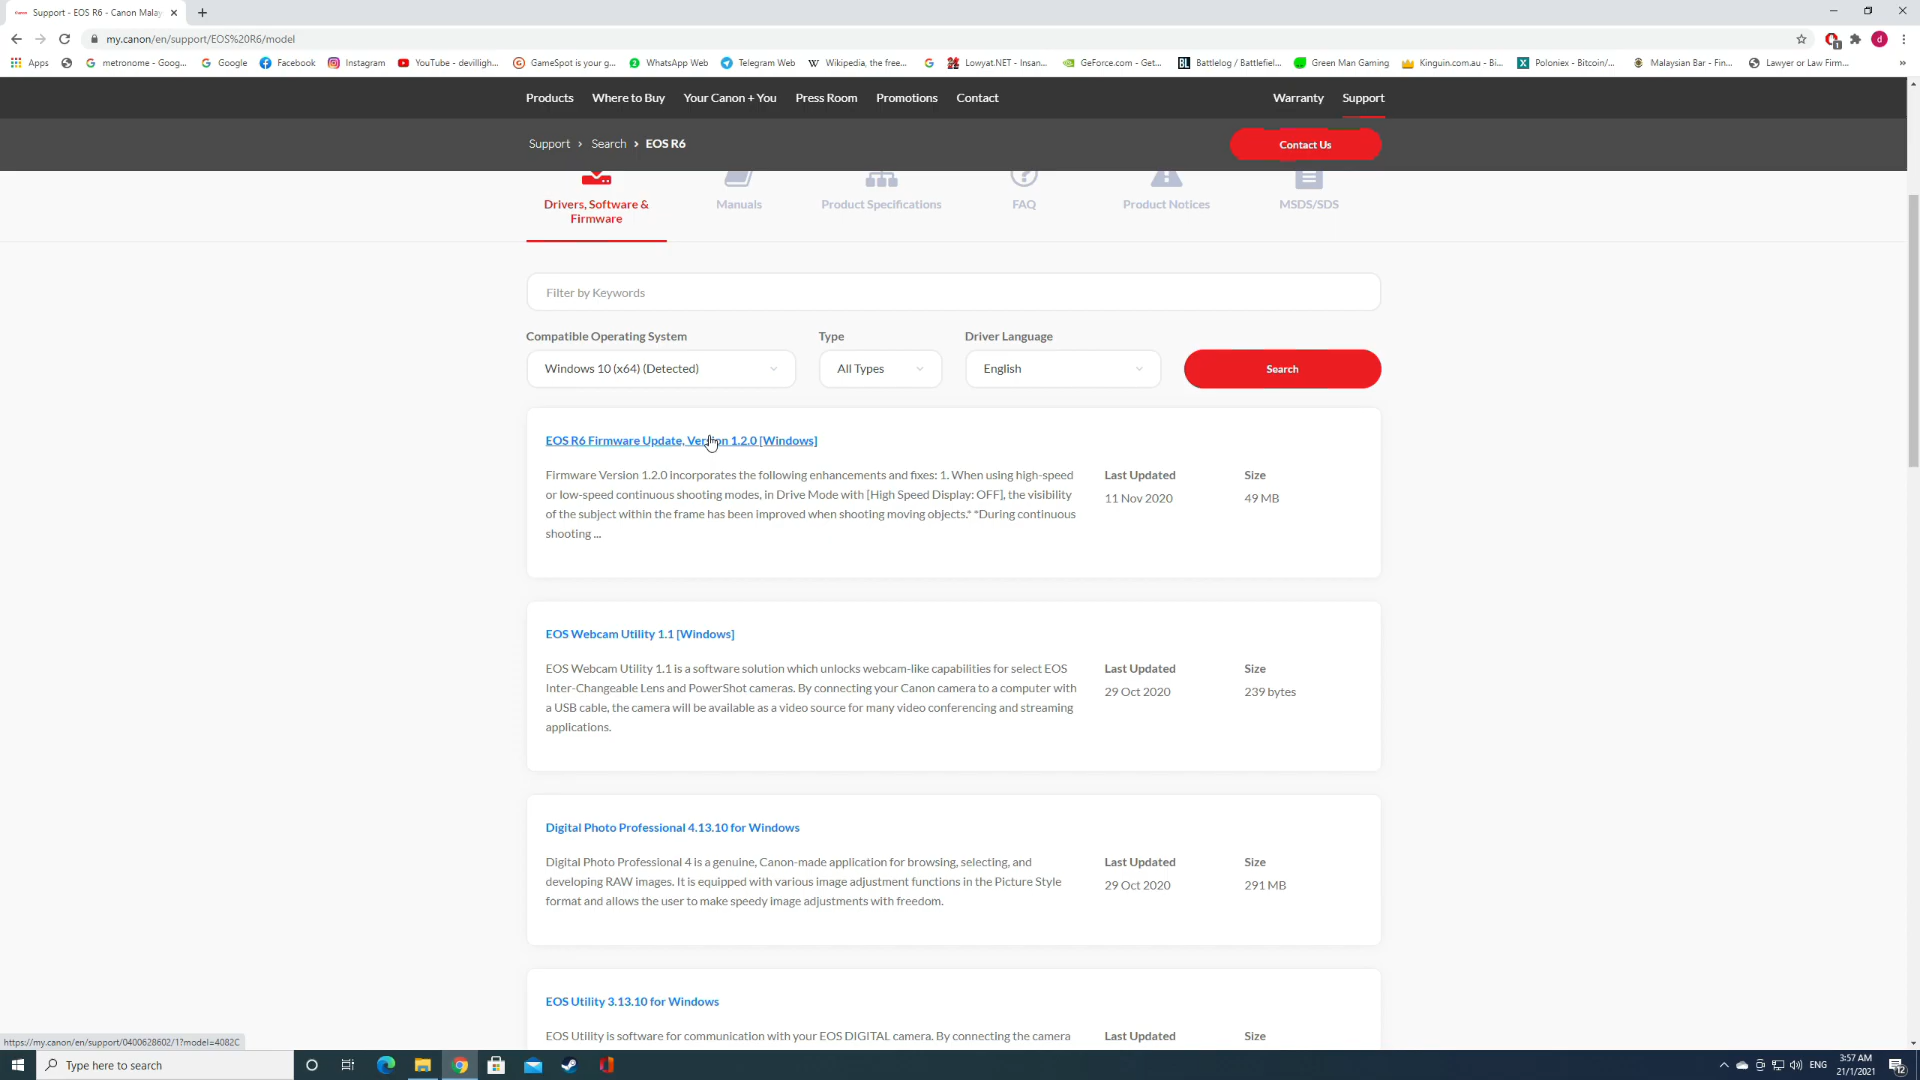 Support - EOS R6 - Canon Malay
my.canon/en/support/EOS%20R6/model
Apps
metronome - Goog...
Google
Facebook
Instagram
YouTube - devilligh...
GameSpot is your g...
WhatsApp Web
Telegram Web
Wikipedia, the free...
Lowyat.NET - Insan...
GeForce.com - Get...
Battlelog / Battlefiel...
Green Man Gaming
Kinguin.com.au - Bi...
Poloniex - Bitcoin/...
Malaysian Bar - Fin...
Lawyer or Law Firm...
Products Where to Buy Your Canon + You Press Room Promotions Contact Warranty Support
Support › Search › EOS R6
Contact Us
Drivers, Software &
Firmware
Manuals
Product Specifications
FAQ
Product Notices
MSDS/SDS
Filter by Keywords
Compatible Operating System
Type
Driver Language
Windows 10 (x64) (Detected)
All Types
English
Search
EOS R6 Firmware Update, Version 1.2.0 [Windows]
Firmware Version 1.2.0 incorporates the following enhancements and fixes: 1. When using high-speed
or low-speed continuous shooting modes, in Drive Mode with [High Speed Display: OFF], the visibility
of the subject within the frame has been improved when shooting moving objects.* *During continuous
shooting ...
Last Updated
11 Nov 2020
Size
49 MB
EOS Webcam Utility 1.1 [Windows]
EOS Webcam Utility 1.1 is a software solution which unlocks webcam-like capabilities for select EOS
Inter-Changeable Lens and PowerShot cameras. By connecting your Canon camera to a computer with
a USB cable, the camera will be available as a video source for many video conferencing and streaming
applications.
Last Updated
29 Oct 2020
Size
239 bytes
Digital Photo Professional 4.13.10 for Windows
Digital Photo Professional 4 is a genuine, Canon-made application for browsing, selecting, and
developing RAW images. It is equipped with various image adjustment functions in the Picture Style
format and allows the user to make speedy image adjustments with freedom.
Last Updated
29 Oct 2020
Size
291 MB
EOS Utility 3.13.10 for Windows
EOS Utility is software for communication with your EOS DIGITAL camera. By connecting the camera
Last Updated
Size
https://my.canon/en/support/0400628602/1?model=4082C
Type here to search
ENG
3:57 AM
21/1/2021
12